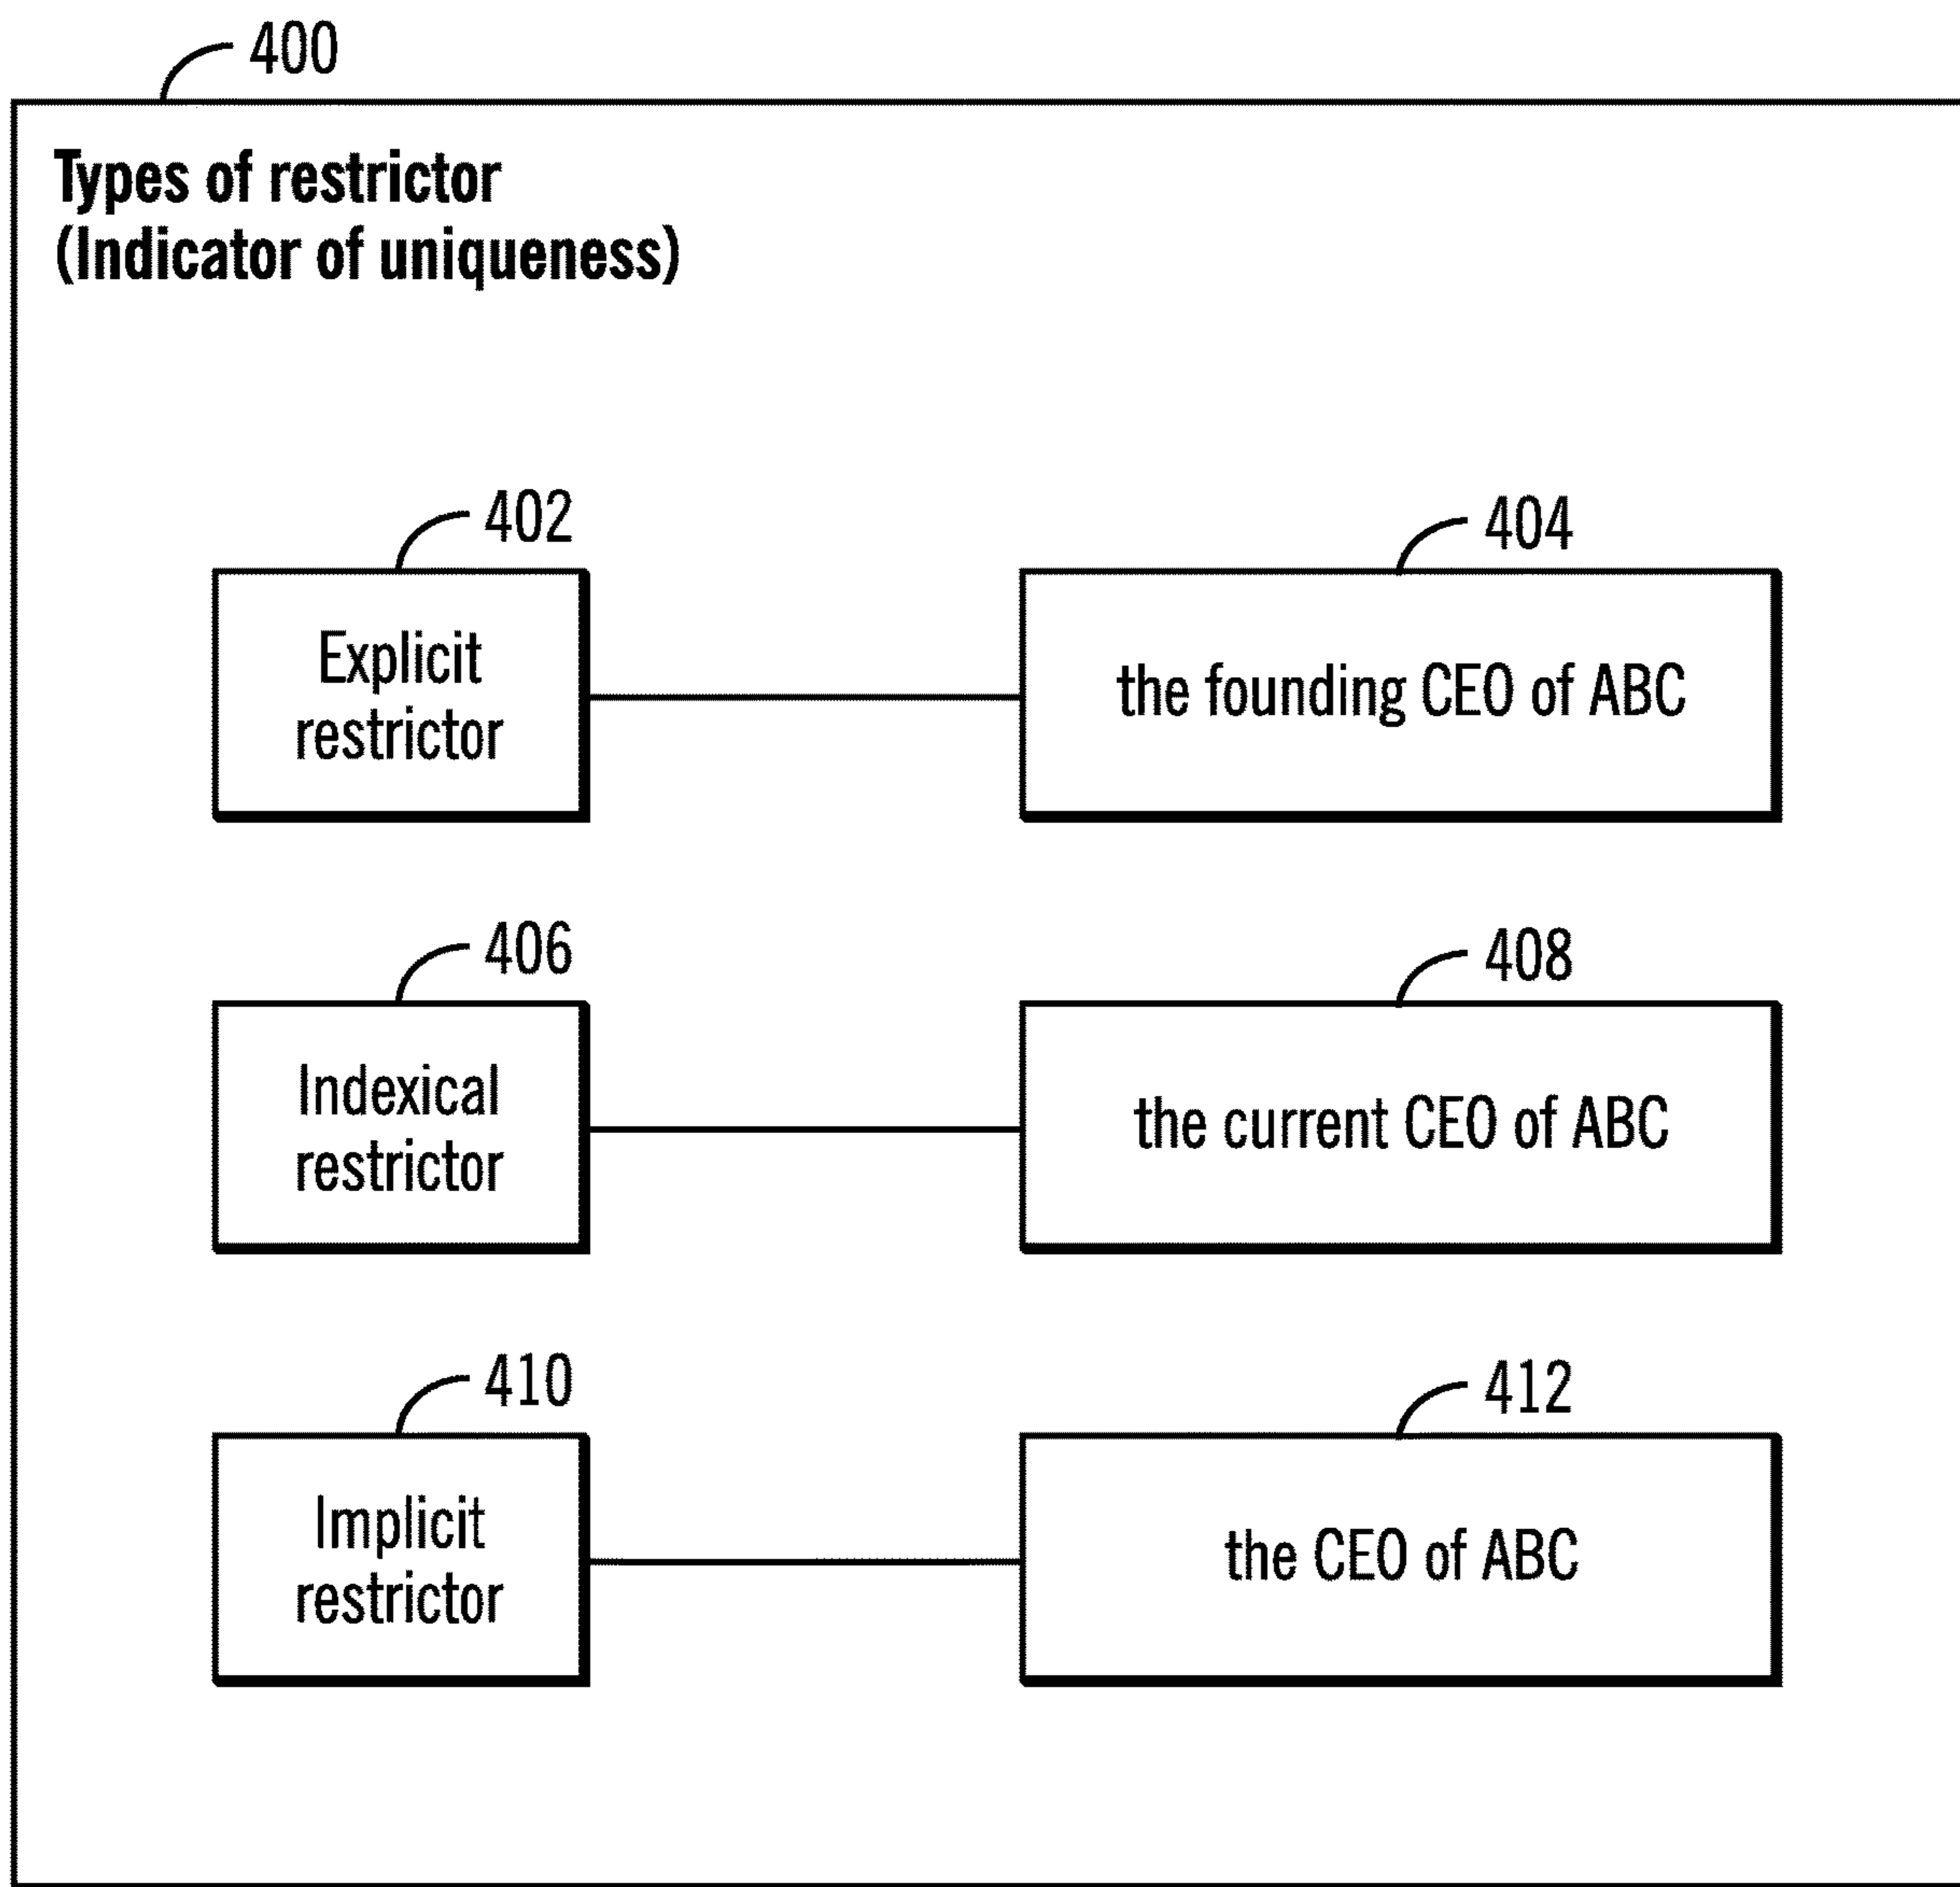 400
Types of restrictor
(Indicator of uniqueness)
402
404
Explicit
restrictor
the founding CEO of ABC
406
408
Indexical
restrictor
the current CEO of ABC
410
412
Implicit
restrictor
the CEO of ABC